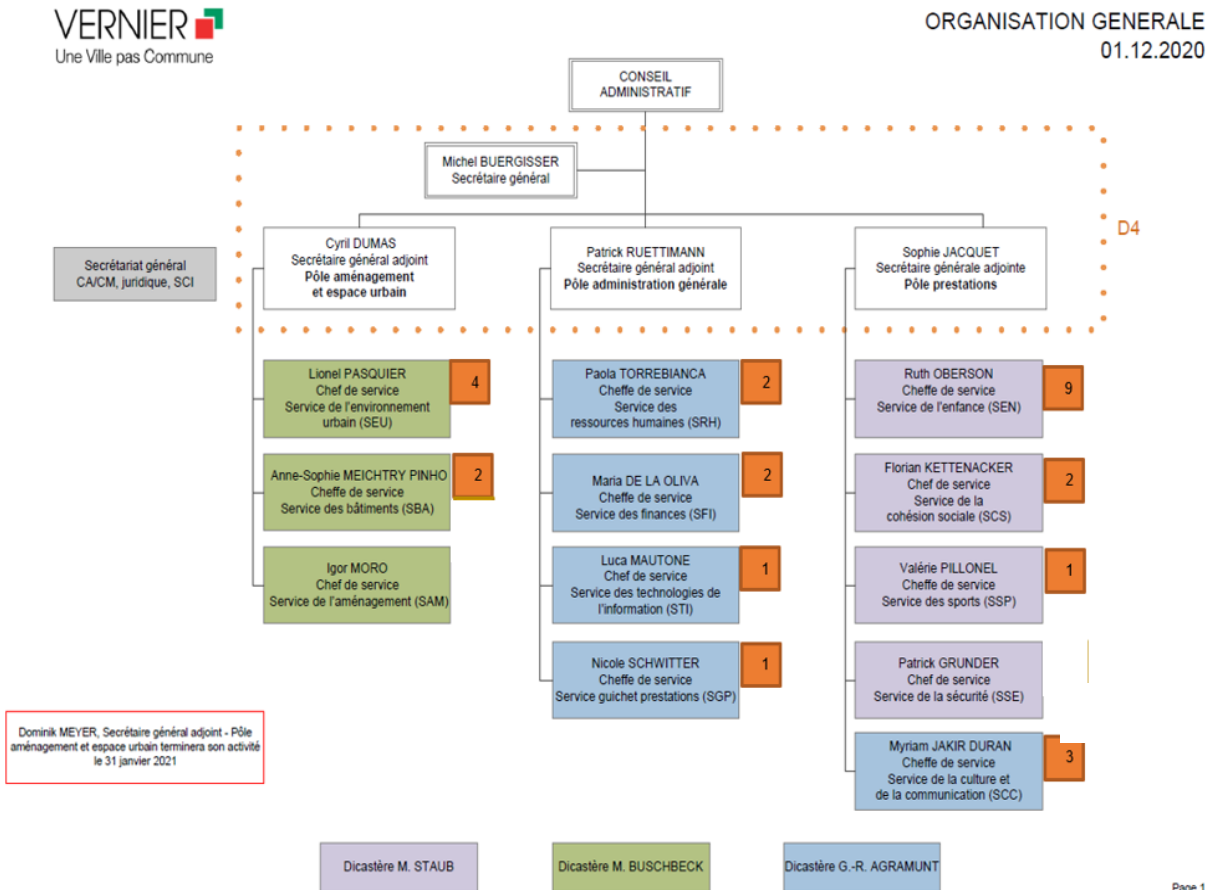 VERNIER
Une Ville pas Commune
ORGANISATION GENERALE
01.12.2020
CONSEIL
ADMINISTRATIF
Michel BUERGISSER
Secrétaire général
D4
Secrétariat général
CA/CM, juridique, SCI
Cyril DUMAS
Secrétaire général adjoint
Pôle aménagement
et espace urbain
Patrick RUETTIMANN
Secrétaire général adjoint
Pôle administration générale
Sophie JACQUET
Secrétaire générale adjointe
Pôle prestations
Lionel PASQUIER
Chef de service
Service de l'environnement
urbain (SEU)
4
Anne-Sophie MEICHTRY PINHO
Cheffe de service
Service des bâtiments (SBA)
2
Igor MORO
Chef de service
Service de l'aménagement (SAM)
Paola TORREBIANCA
Cheffe de service
Service des
ressources humaines (SRH)
2
Maria DE LA OLIVA
Cheffe de service
Service des finances (SFI)
2
Luca MAUTONE
Chef de service
Service des technologies de
l'information (STI)
1
Nicole SCHWITTER
Cheffe de service
Service guichet prestations (SGP)
1
Ruth OBERSON
Cheffe de service
Service de l'enfance (SEN)
9
Florian KETTENACKER
Chef de service
Service de la
cohésion sociale (SCS)
2
Valérie PILLONEL
Cheffe de service
Service des sports (SSP)
1
Patrick GRUNDER
Chef de service
Service de la sécurité (SSE)
Myriam JAKIR DURAN
Cheffe de service
Service de la culture et
de la communication (SCC)
3
Dominik MEYER, Secrétaire général adjoint - Pôle
aménagement et espace urbain terminera son activité
le 31 janvier 2021
Dicastère M. STAUB
Dicastère M. BUSCHBECK
Dicastère G.-R. AGRAMUNT
Page 1